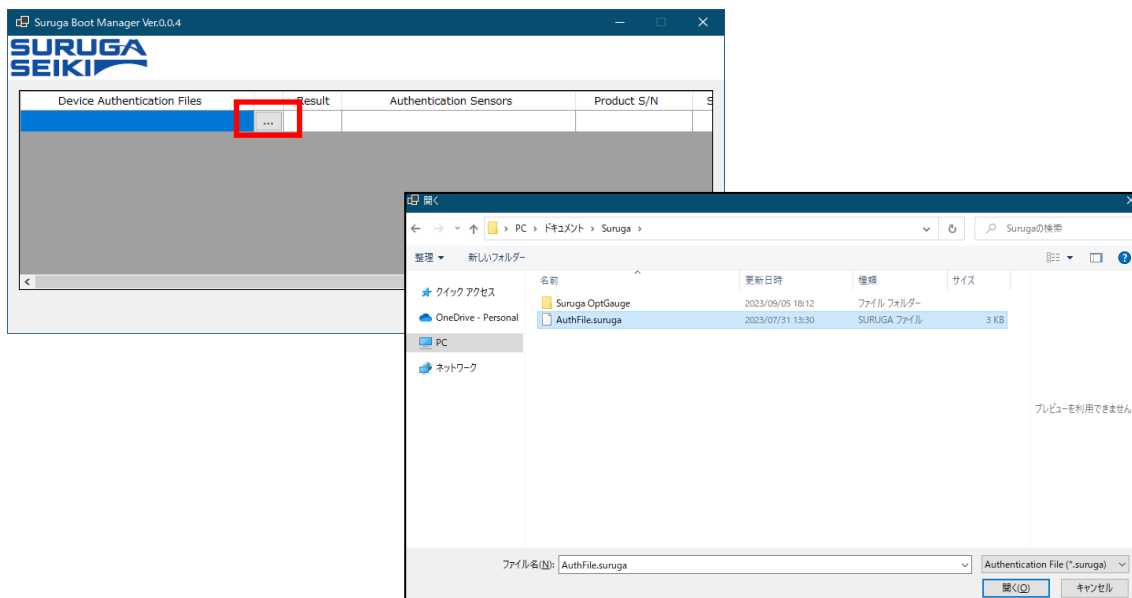 Suruga Boot Manager Ver.0.0.4
SURUGA
SEIKI
Device Authentication Files Result Authentication Sensors Product S/N S
...
開く
PC › ドキュメント › Suruga ›
Surugaの検索
整理 新しいフォルダー
名前 更新日時 種類 サイズ
クイック アクセス
Suruga OptGauge 2023/09/05 18:12 ファイル フォルダー
OneDrive - Personal
AuthFile.suruga 2023/07/31 13:30 SURUGA ファイル 3 KB
PC
ネットワーク
プレビューを利用できません
ファイル名(N): AuthFile.suruga Authentication File (*.suruga)
開く(O) キャンセル